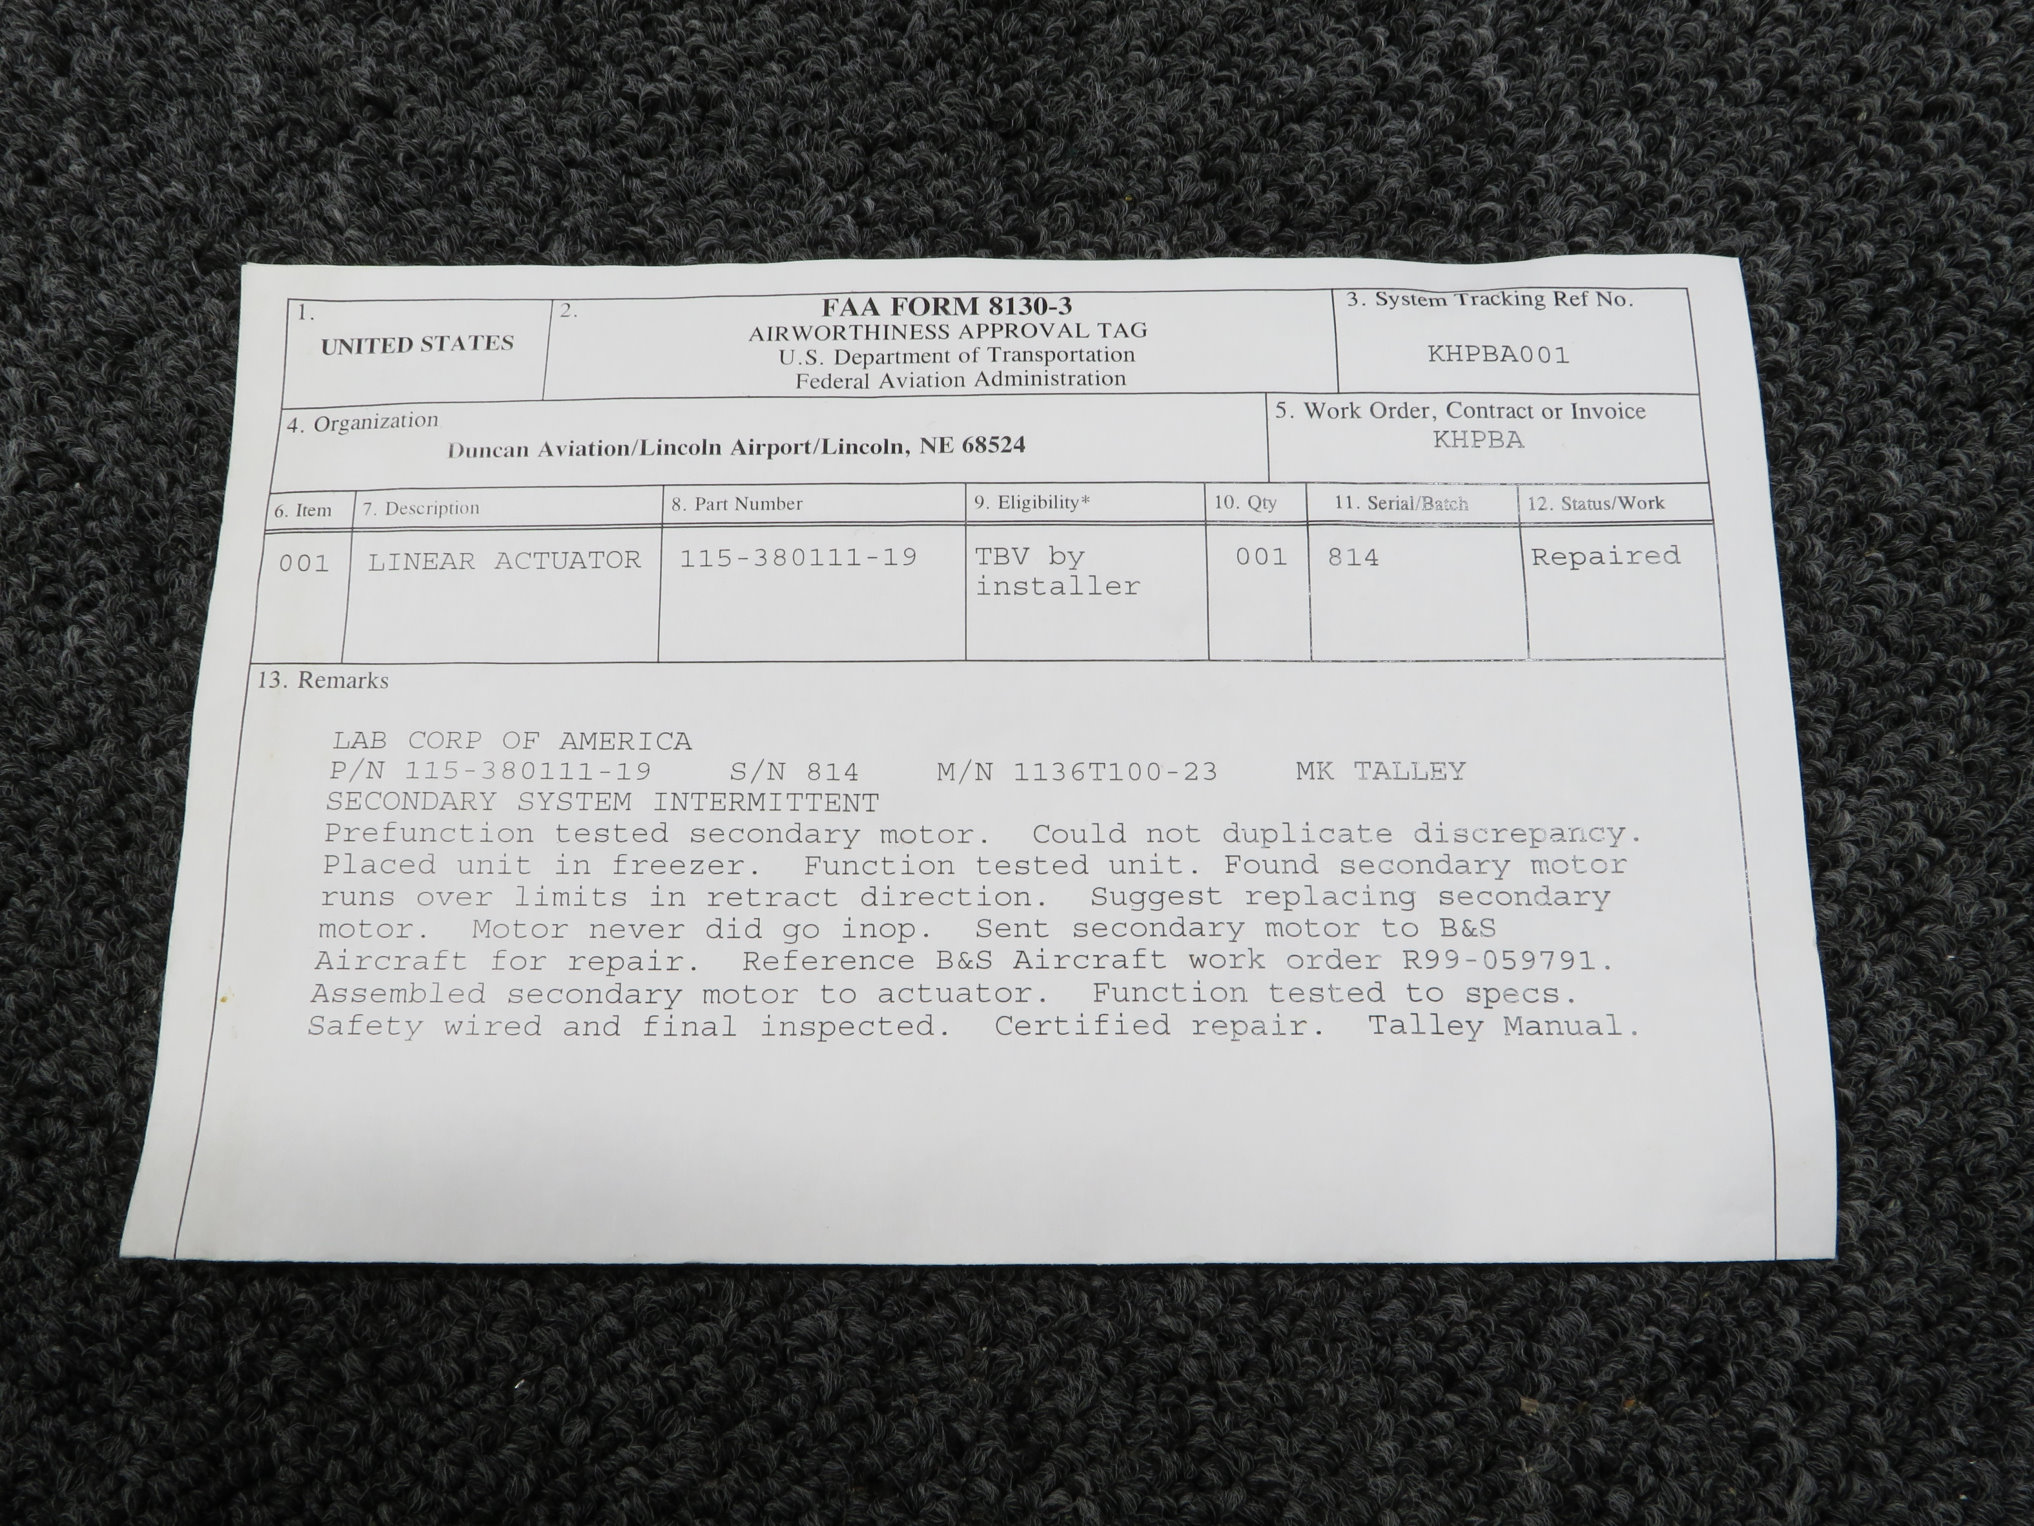 1.
UNITED STATES
2.
FAA FORM 8130-3
AIRWORTHINESS APPROVAL TAG
U.S. Department of Transportation
Federal Aviation Administration
3. System Tracking Ref No.
KHPBA001
4. Organization
Duncan Aviation/Lincoln Airport/Lincoln, NE 68524
5. Work Order, Contract or Invoice
KHPBA
6. Item 7. Description 8. Part Number 9. Eligibility* 10. Qty 11. Serial/Batch 12. Status/Work
001 LINEAR ACTUATOR 115-380111-19 TBV by 001 814 Repaired
installer
13. Remarks
LAB CORP OF AMERICA
P/N 115-380111-19 S/N 814 M/N 1136T100-23 MK TALLEY
SECONDARY SYSTEM INTERMITTENT
Prefunction tested secondary motor. Could not duplicate discrepancy.
Placed unit in freezer. Function tested unit. Found secondary motor
runs over limits in retract direction. Suggest replacing secondary
motor. Motor never did go inop. Sent secondary motor to B&S
Aircraft for repair. Reference B&S Aircraft work order R99-059791.
Assembled secondary motor to actuator. Function tested to specs.
Safety wired and final inspected. Certified repair. Talley Manual.